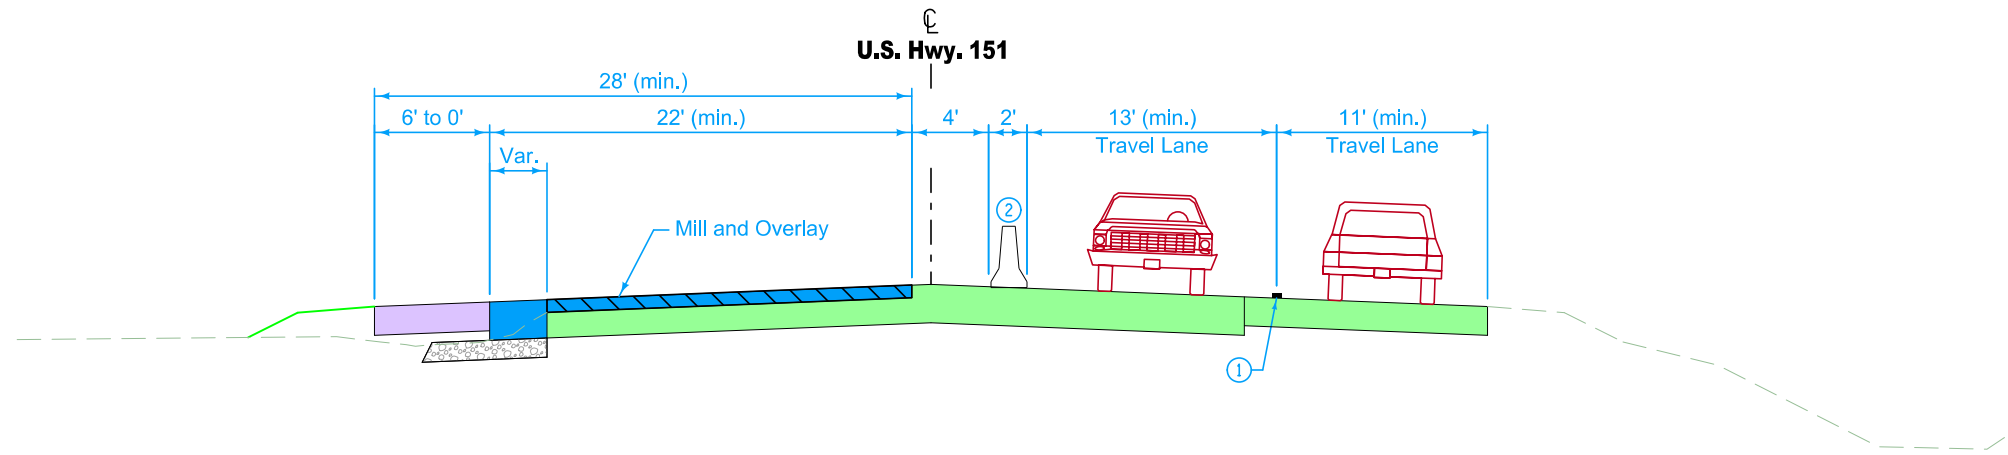 ℄
U.S. Hwy. 151
28' (min.)
6' to 0'
22' (min.)
4'
2'
13' (min.)
Travel Lane
11' (min.)
Travel Lane
Var.
2
Mill and Overlay
1